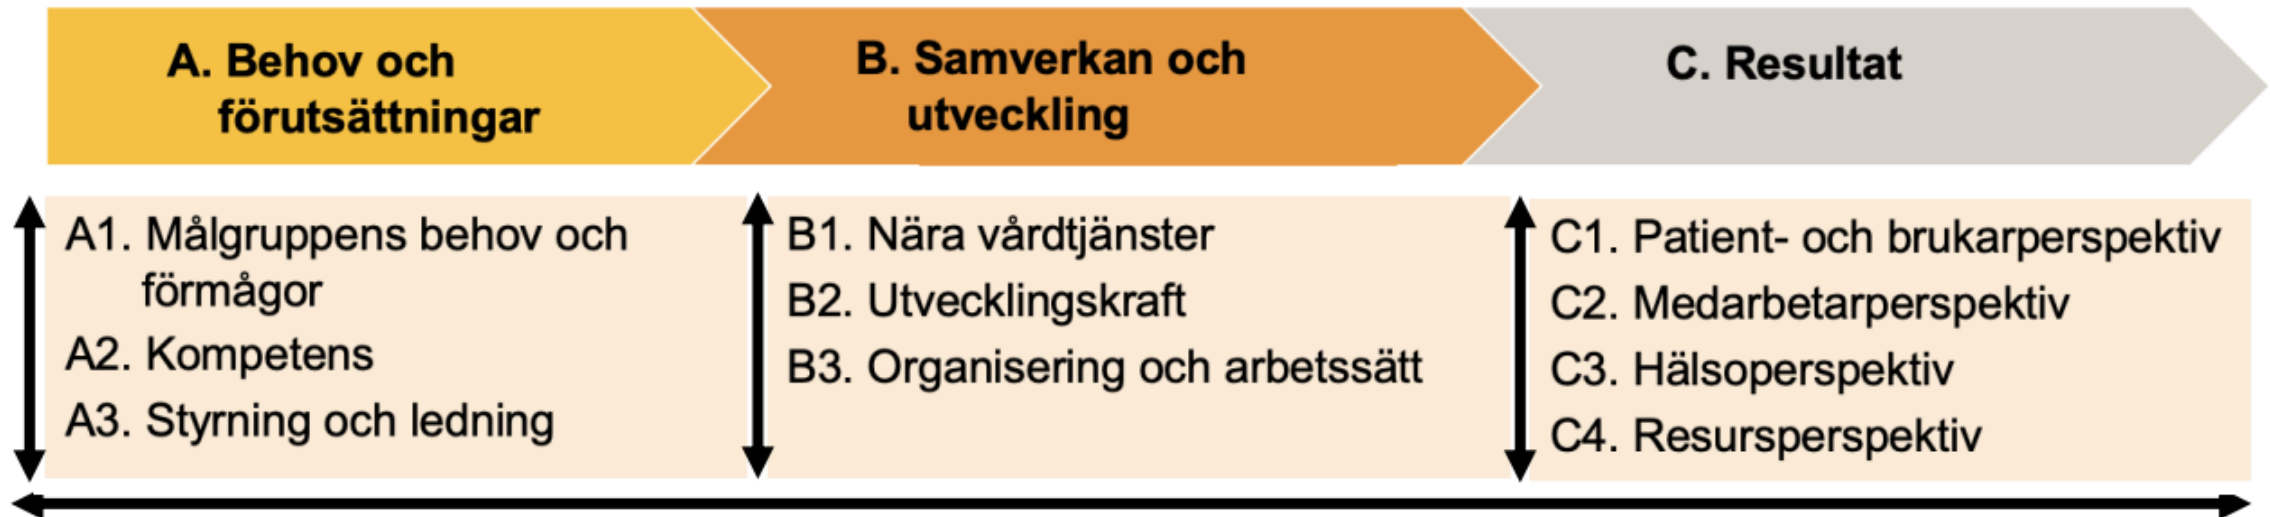 A. Behov och
förutsättningar
B. Samverkan och
utveckling
C. Resultat
A1. Målgruppens behov och
förmågor
A2. Kompetens
A3. Styrning och ledning
B1. Nära vårdtjänster
B2. Utvecklingskraft
B3. Organisering och arbetssätt
C1. Patient- och brukarperspektiv
C2. Medarbetarperspektiv
C3. Hälsoperspektiv
C4. Resursperspektiv